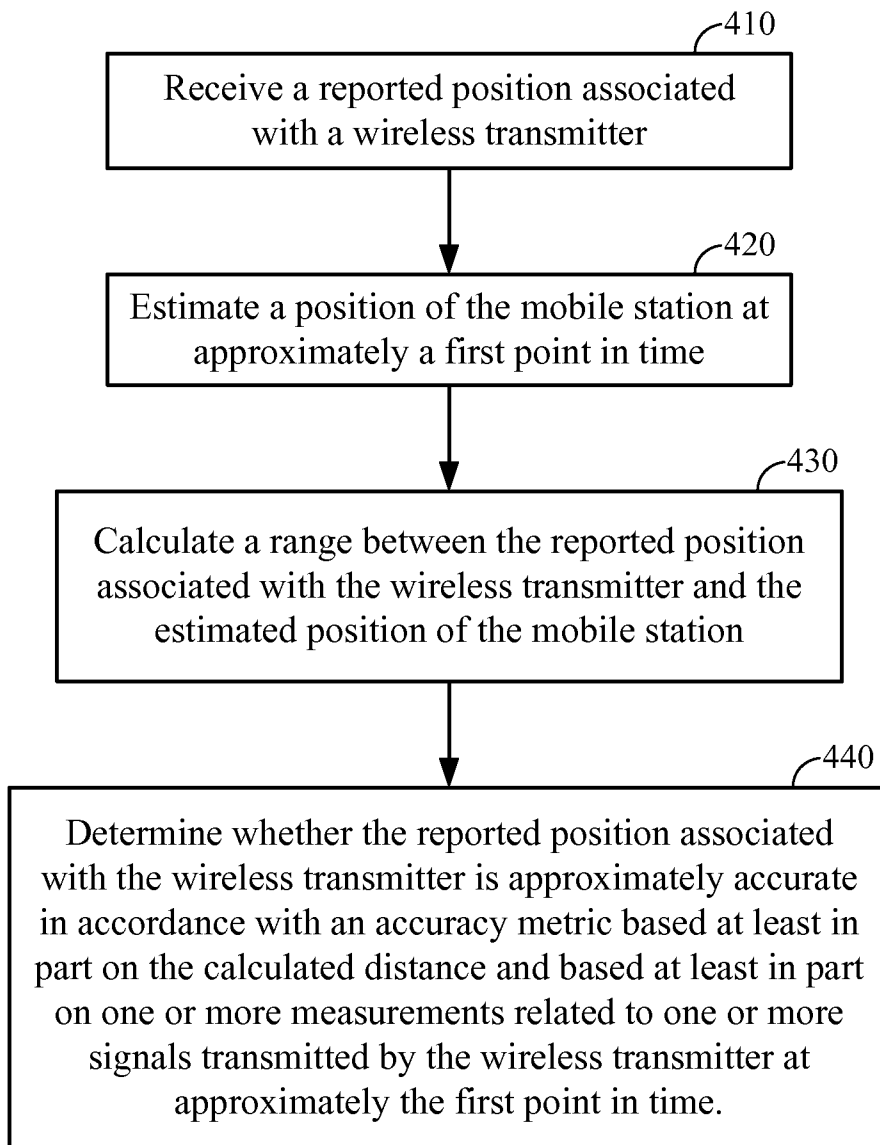 410
Receive a reported position associated
with a wireless transmitter
420
Estimate a position of the mobile station at
approximately a first point in time
430
Calculate a range between the reported position
associated with the wireless transmitter and the
estimated position of the mobile station
440
Determine whether the reported position associated
with the wireless transmitter is approximately accurate
in accordance with an accuracy metric based at least in
part on the calculated distance and based at least in part
on one or more measurements related to one or more
signals transmitted by the wireless transmitter at
approximately the first point in time.